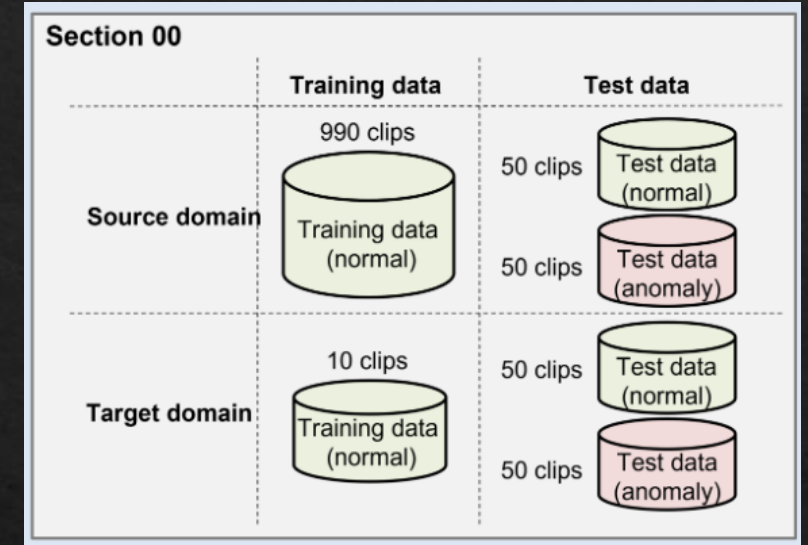 Section 00
Training data
Test data
990 clips
50 clips
Test data
(normal)
Source domain
Training data
(normal)
50 clips
Test data
(anomaly)
10 clips
50 clips
Test data
(normal)
Target domain
Training data
(normal)
50 clips
Test data
(anomaly)